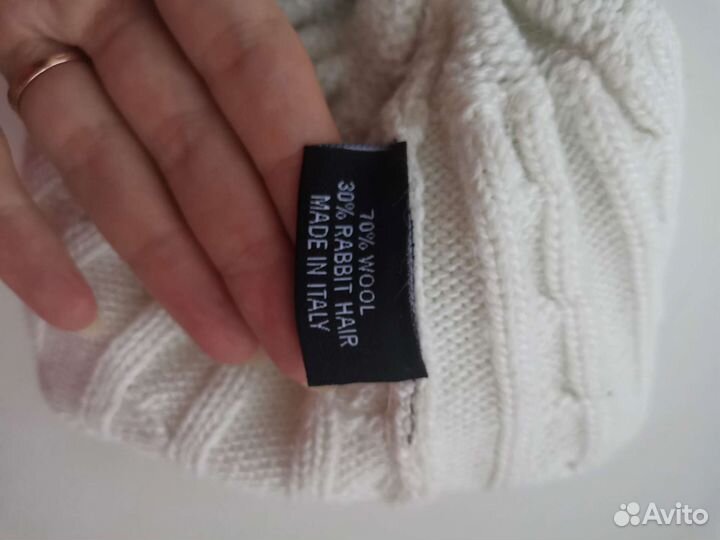 70% WOOL
30% RABBIT HAIR
MADE IN ITALY
Avito